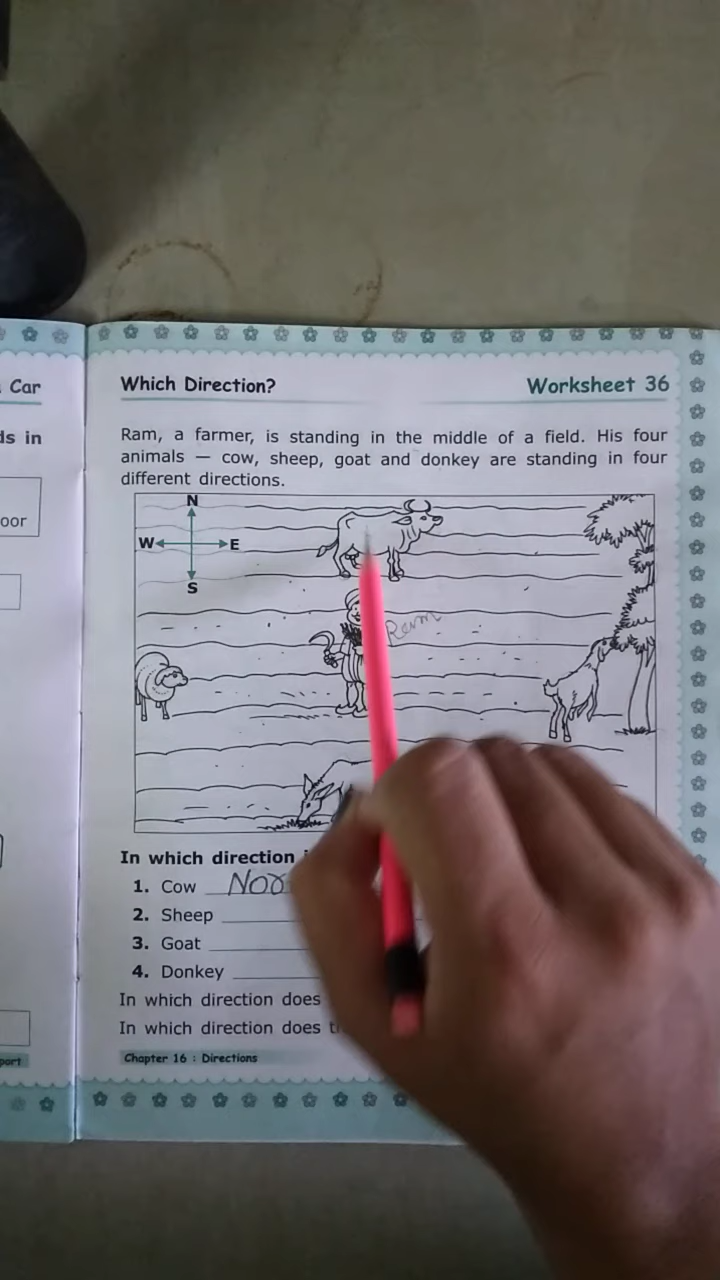 Car
ds in
oor
port
Which Direction?
Worksheet 36
Ram, a farmer, is standing in the middle of a field. His four
animals — cow, sheep, goat and donkey are standing in four
different directions.
N
W E
S
Ram
In which direction
1. Cow Nor
2. Sheep
3. Goat
4. Donkey
In which direction does
In which direction does t
Chapter 16 : Directions